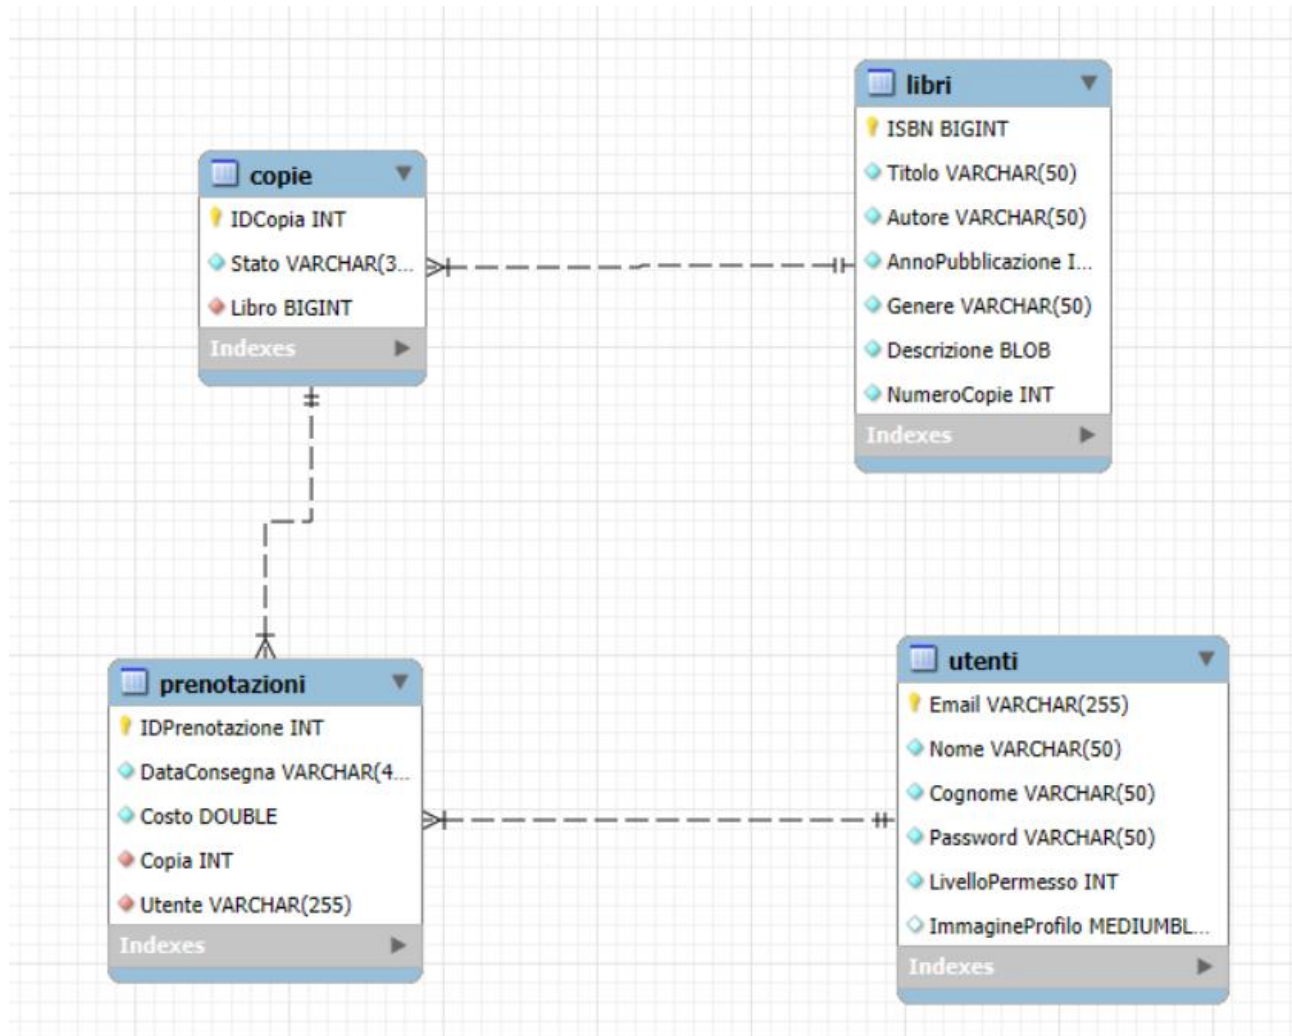 libri
ISBN BIGINT
Titolo VARCHAR(50)
Autore VARCHAR(50)
AnnoPubblicazione I...
Genere VARCHAR(50)
Descrizione BLOB
NumeroCopie INT
Indexes
copie
IDCopia INT
Stato VARCHAR(3...
Libro BIGINT
Indexes
prenotazioni
IDPrenotazione INT
DataConsegna VARCHAR(4...
Costo DOUBLE
Copia INT
Utente VARCHAR(255)
Indexes
utenti
Email VARCHAR(255)
Nome VARCHAR(50)
Cognome VARCHAR(50)
Password VARCHAR(50)
LivelloPermesso INT
ImmagineProfilo MEDIUMBL...
Indexes